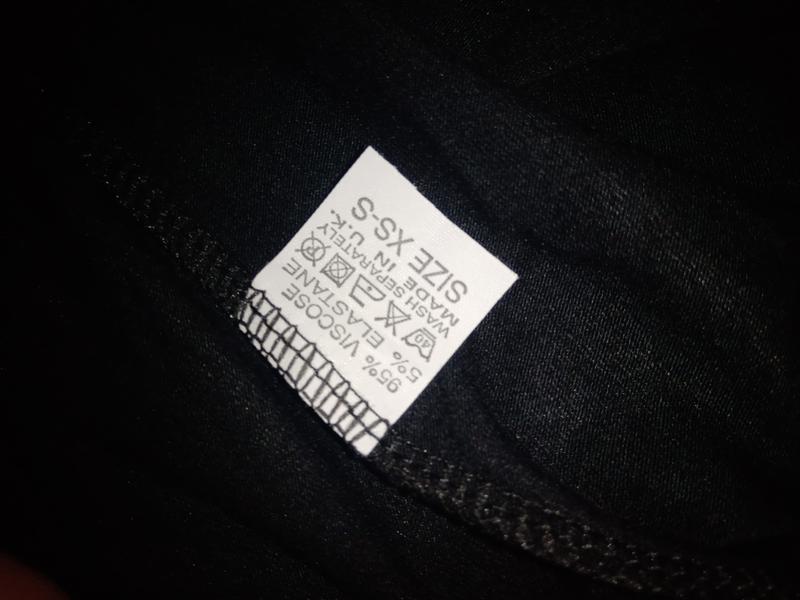 95% VISCOSE
5% ELASTANE
40 P
WASH SEPARATELY
MADE IN U.K.
SIZE XS-S